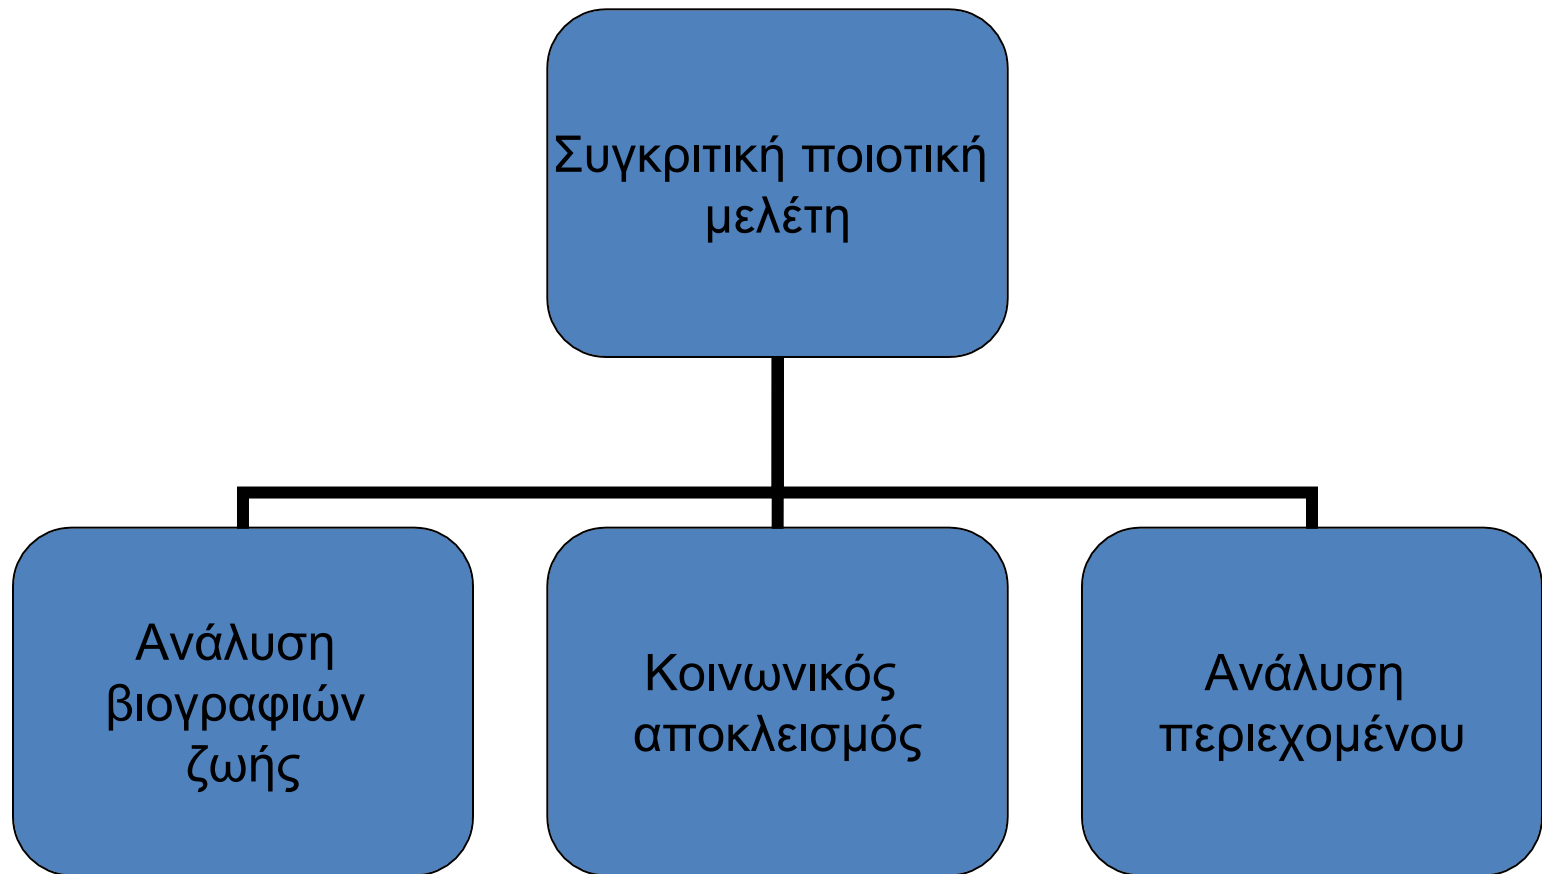 Συγκριτική ποιοτική
μελέτη
Ανάλυση
βιογραφιών
ζωής
Κοινωνικός
αποκλεισμός
Ανάλυση
περιεχομένου